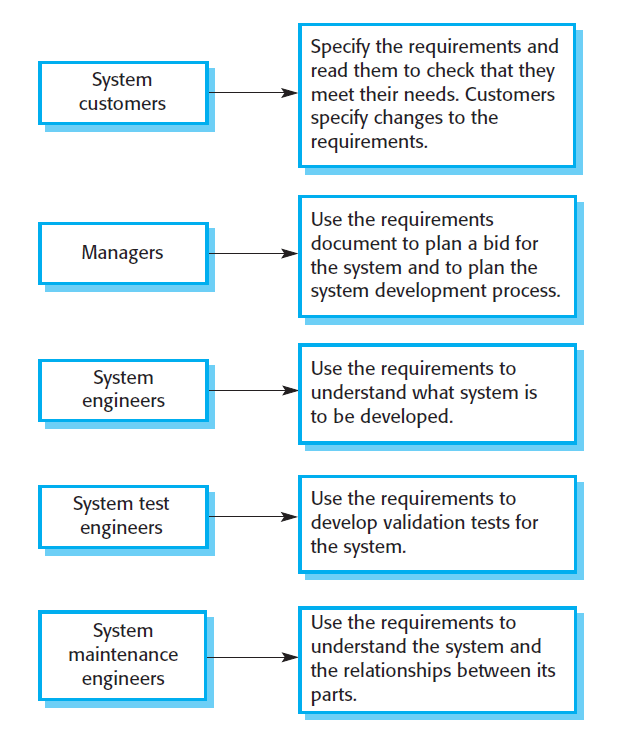 System
customers
Specify the requirements and
read them to check that they
meet their needs. Customers
specify changes to the
requirements.
Managers
Use the requirements
document to plan a bid for
the system and to plan the
system development process.
System
engineers
Use the requirements to
understand what system is
to be developed.
System test
engineers
Use the requirements to
develop validation tests for
the system.
System
maintenance
engineers
Use the requirements to
understand the system and
the relationships between its
parts.